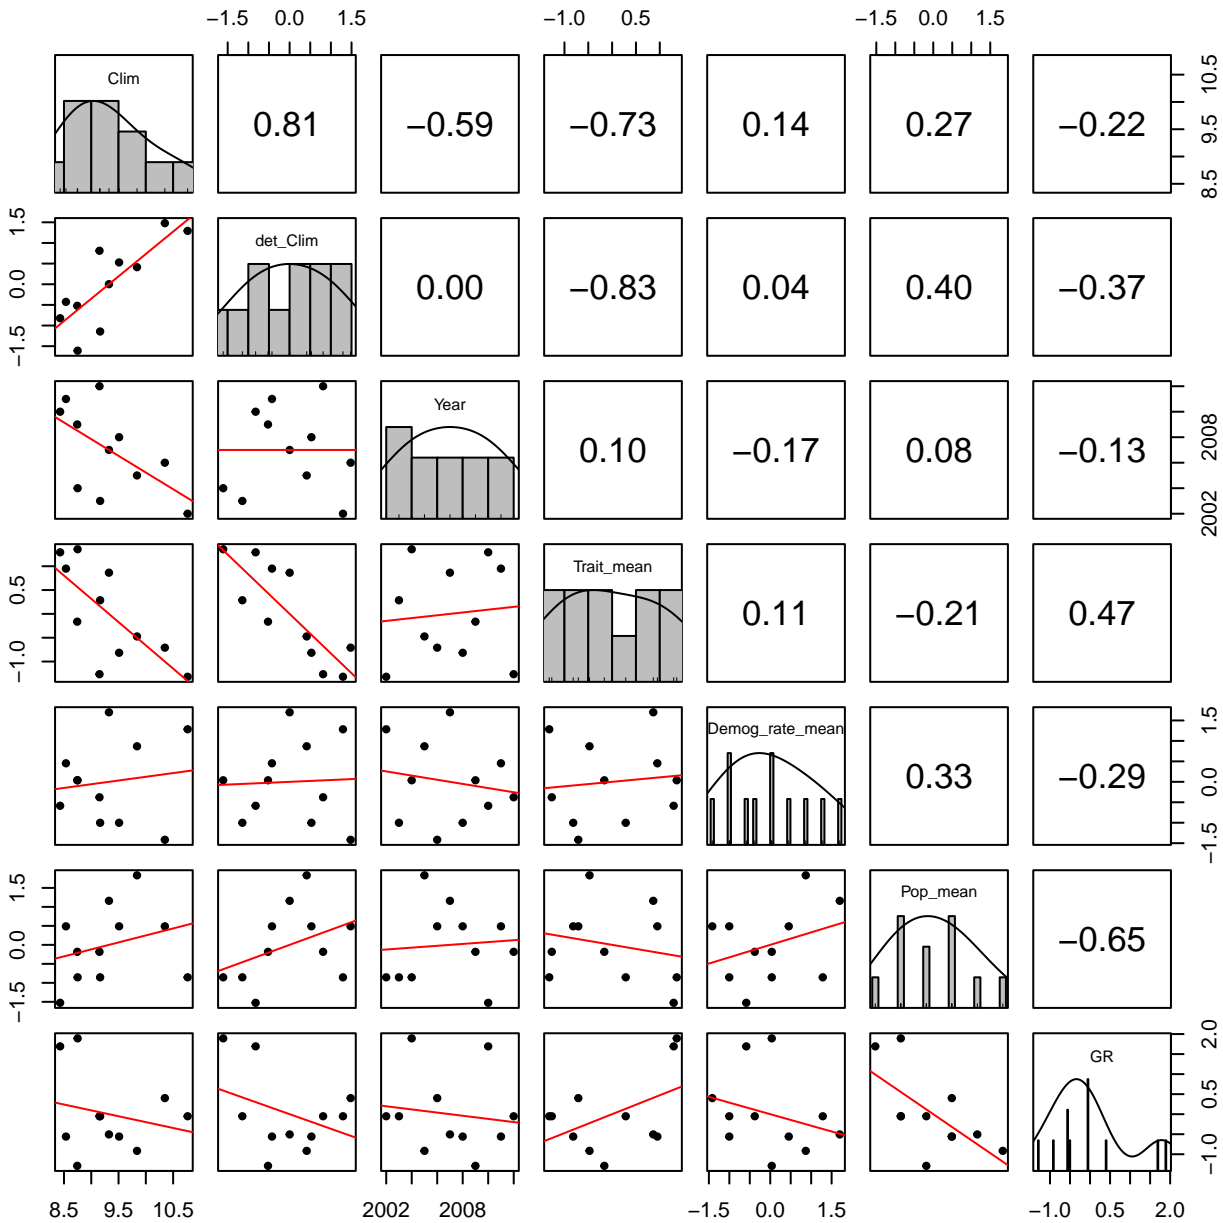 −1.5 0.0 1.5 −1.0 0.5 −1.5 0.0 1.5
Clim
0.81 −0.59 −0.73 0.14 0.27 −0.22
8.5 9.5 10.5
−1.5 0.0 1.5
det_Clim
0.00 −0.83 0.04 0.40 −0.37
Year
0.10 −0.17 0.08 −0.13
2002 2008
−1.0 0.5
Trait_mean
0.11 −0.21 0.47
Demog_rate_mean
0.33 −0.29
−1.5 0.0 1.5
−1.5 0.0 1.5
Pop_mean
−0.65
GR
−1.0 0.5 2.0
8.5 9.5 10.5 2002 2008 −1.5 0.0 1.5 −1.0 0.5 2.0